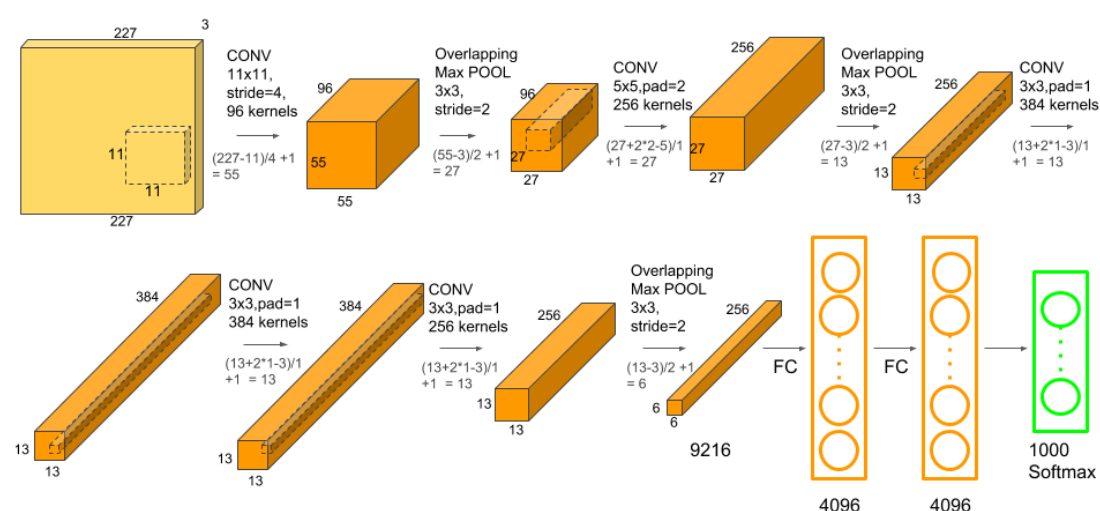 227
3
CONV
11x11,
stride=4,
96 kernels
(227-11)/4 +1
= 55
11
11
227
96
55
55
Overlapping
Max POOL
3x3,
stride=2
(55-3)/2 +1
= 27
96
27
27
CONV
5x5,pad=2
256 kernels
(27+2*2-5)/1
+1 = 27
256
27
27
Overlapping
Max POOL
3x3,
stride=2
(27-3)/2 +1
= 13
256
13
13
CONV
3x3,pad=1
384 kernels
(13+2*1-3)/1
+1 = 13
384
13
13
CONV
3x3,pad=1
384 kernels
(13+2*1-3)/1
+1 = 13
384
13
13
CONV
3x3,pad=1
256 kernels
(13+2*1-3)/1
+1 = 13
256
13
13
Overlapping
Max POOL
3x3,
stride=2
(13-3)/2 +1
= 6
256
6
6
9216
FC
4096
FC
4096
1000
Softmax